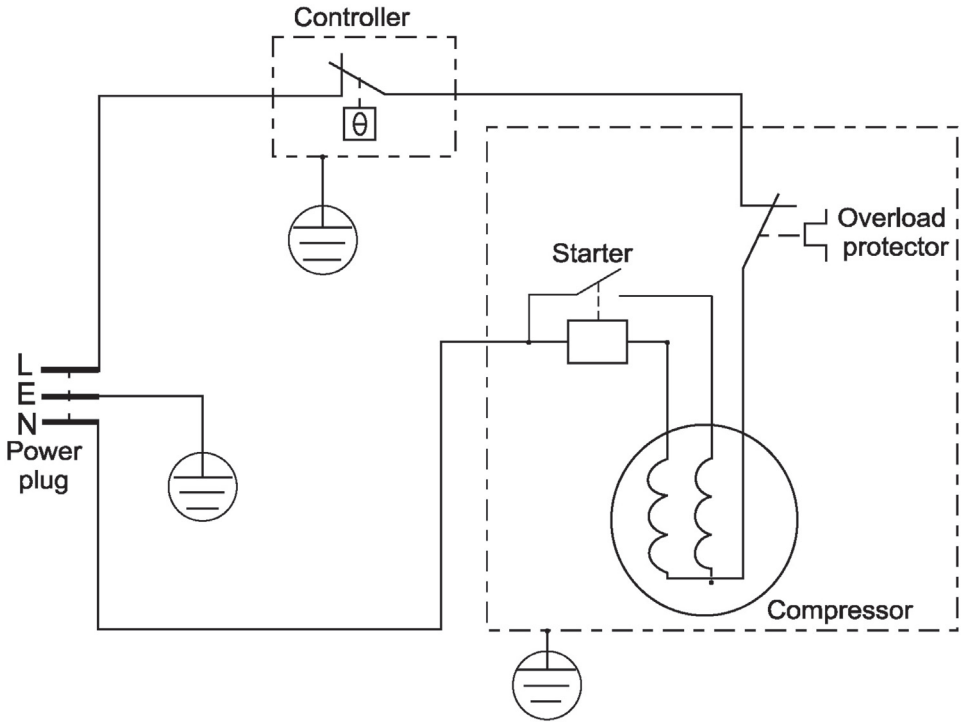 Controller
θ
Overload
protector
Starter
L
E
N
Power
plug
Compressor